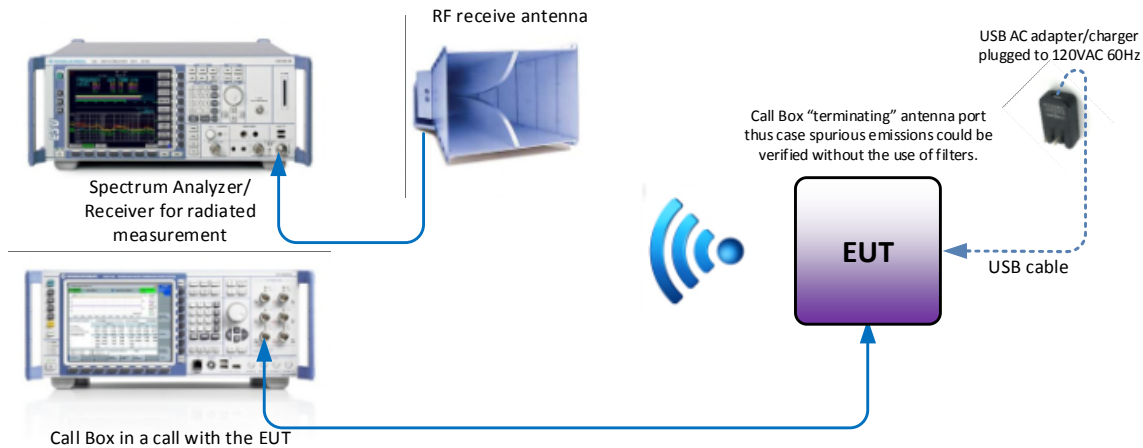 RF receive antenna
USB AC adapter/charger
plugged to 120VAC 60Hz
Call Box “terminating” antenna port
thus case spurious emissions could be
verified without the use of filters.
Spectrum Analyzer/
Receiver for radiated
measurement
EUT
USB cable
Call Box in a call with the EUT